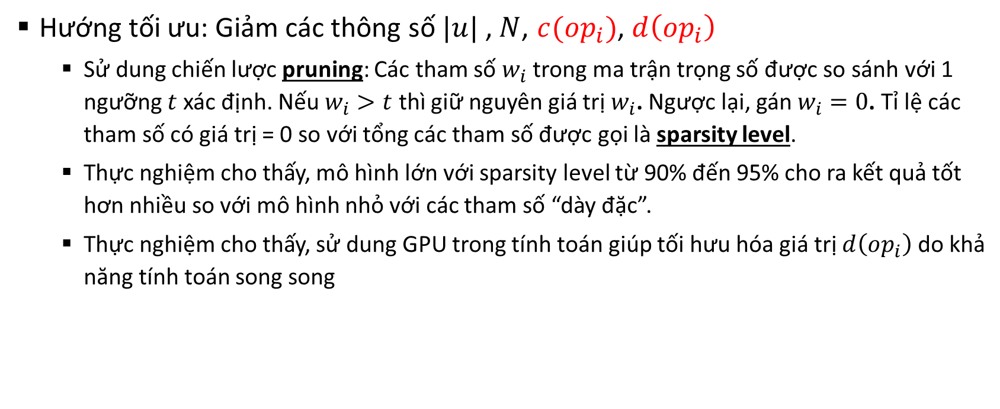 ▪ Hướng tối ưu: Giảm các thông số |u| , N, c(op_i), d(op_i)
▪ Sử dung chiến lược pruning: Các tham số w_i trong ma trận trọng số được so sánh với 1
ngưỡng t xác định. Nếu w_i > t thì giữ nguyên giá trị w_i. Ngược lại, gán w_i = 0. Tỉ lệ các
tham số có giá trị = 0 so với tổng các tham số được gọi là sparsity level.
▪ Thực nghiệm cho thấy, mô hình lớn với sparsity level từ 90% đến 95% cho ra kết quả tốt
hơn nhiều so với mô hình nhỏ với các tham số “dày đặc”.
▪ Thực nghiệm cho thấy, sử dung GPU trong tính toán giúp tối hưu hóa giá trị d(op_i) do khả
năng tính toán song song